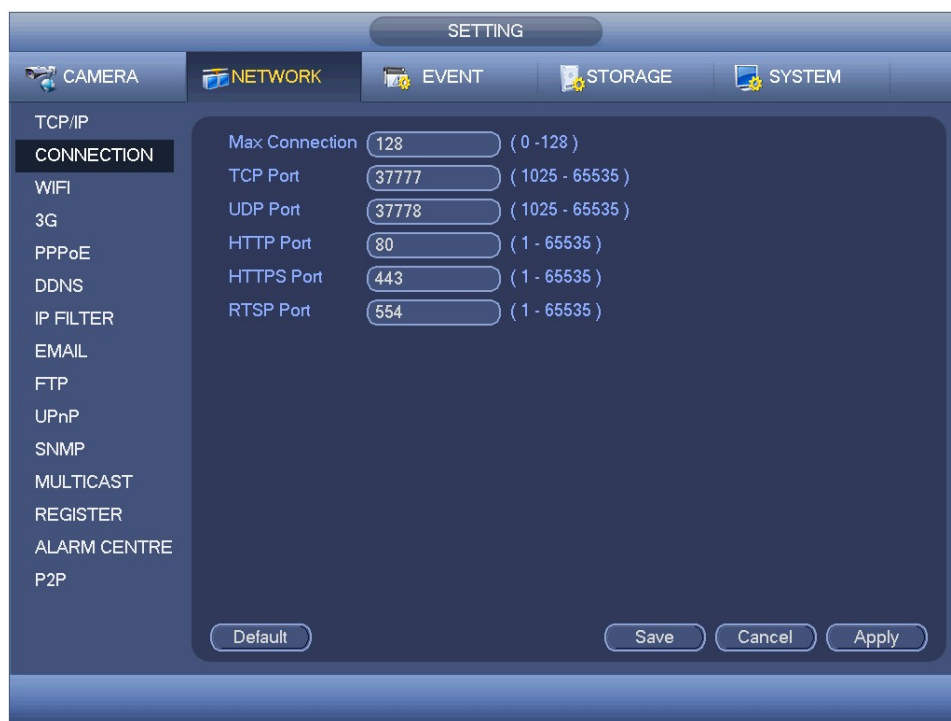 SETTING
CAMERA NETWORK EVENT STORAGE SYSTEM
TCP/IP
CONNECTION
WIFI
3G
PPPoE
DDNS
IP FILTER
EMAIL
FTP
UPnP
SNMP
MULTICAST
REGISTER
ALARM CENTRE
P2P
Max Connection 128 ( 0 -128 )
TCP Port 37777 ( 1025 - 65535 )
UDP Port 37778 ( 1025 - 65535 )
HTTP Port 80 ( 1 - 65535 )
HTTPS Port 443 ( 1 - 65535 )
RTSP Port 554 ( 1 - 65535 )
Default Save Cancel Apply